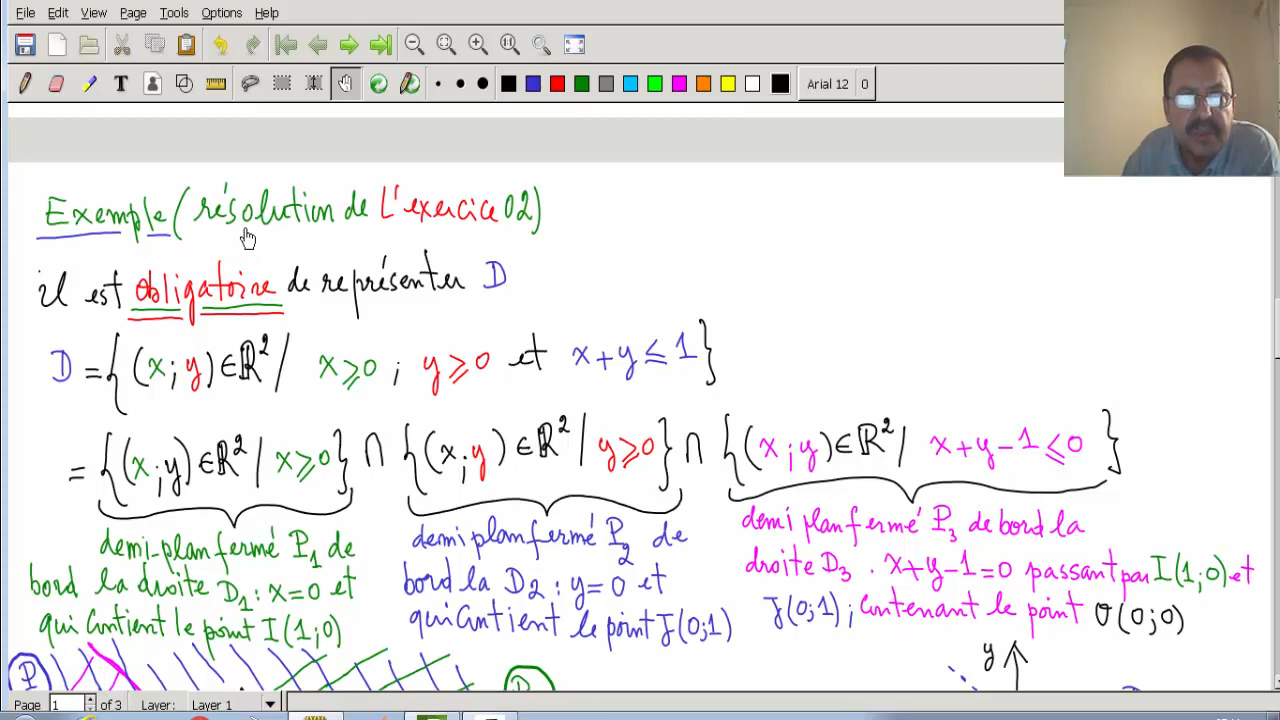 File Edit View Page Tools Options Help
Arial 12 0
Exemple (résolution de L'exercice 02)
il est obligatoire de représenter D
D = {(x;y) ∈ ℝ² / x ⩾ 0 ; y ⩾ 0 et x+y ⩽ 1}
= {(x;y) ∈ ℝ² / x ⩾ 0} ∩ {(x;y) ∈ ℝ² / y ⩾ 0} ∩ {(x;y) ∈ ℝ² / x+y-1 ⩽ 0}
demi-plan fermé P₁ de
bord la droite D₁ : x=0 et
qui contient le point I(1;0)
demi plan fermé P₂ de
bord la D2 : y=0 et
qui contient le point J(0;1)
demi plan fermé P₃ de bord la
droite D₃ . x+y-1=0 passant par I(1;0) et
J(0;1) ; contenant le point O(0;0)
y
Page 1 of 3 Layer: Layer 1